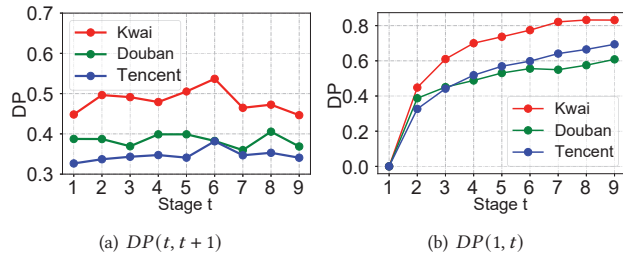 0.7
0.6
0.5
0.4
0.3
DP
Kwai
Douban
Tencent
1 2 3 4 5 6 7 8 9
Stage t
(a) DP(t, t + 1)
0.8
0.6
0.4
0.2
0.0
DP
Kwai
Douban
Tencent
1 2 3 4 5 6 7 8 9
Stage t
(b) DP(1, t)